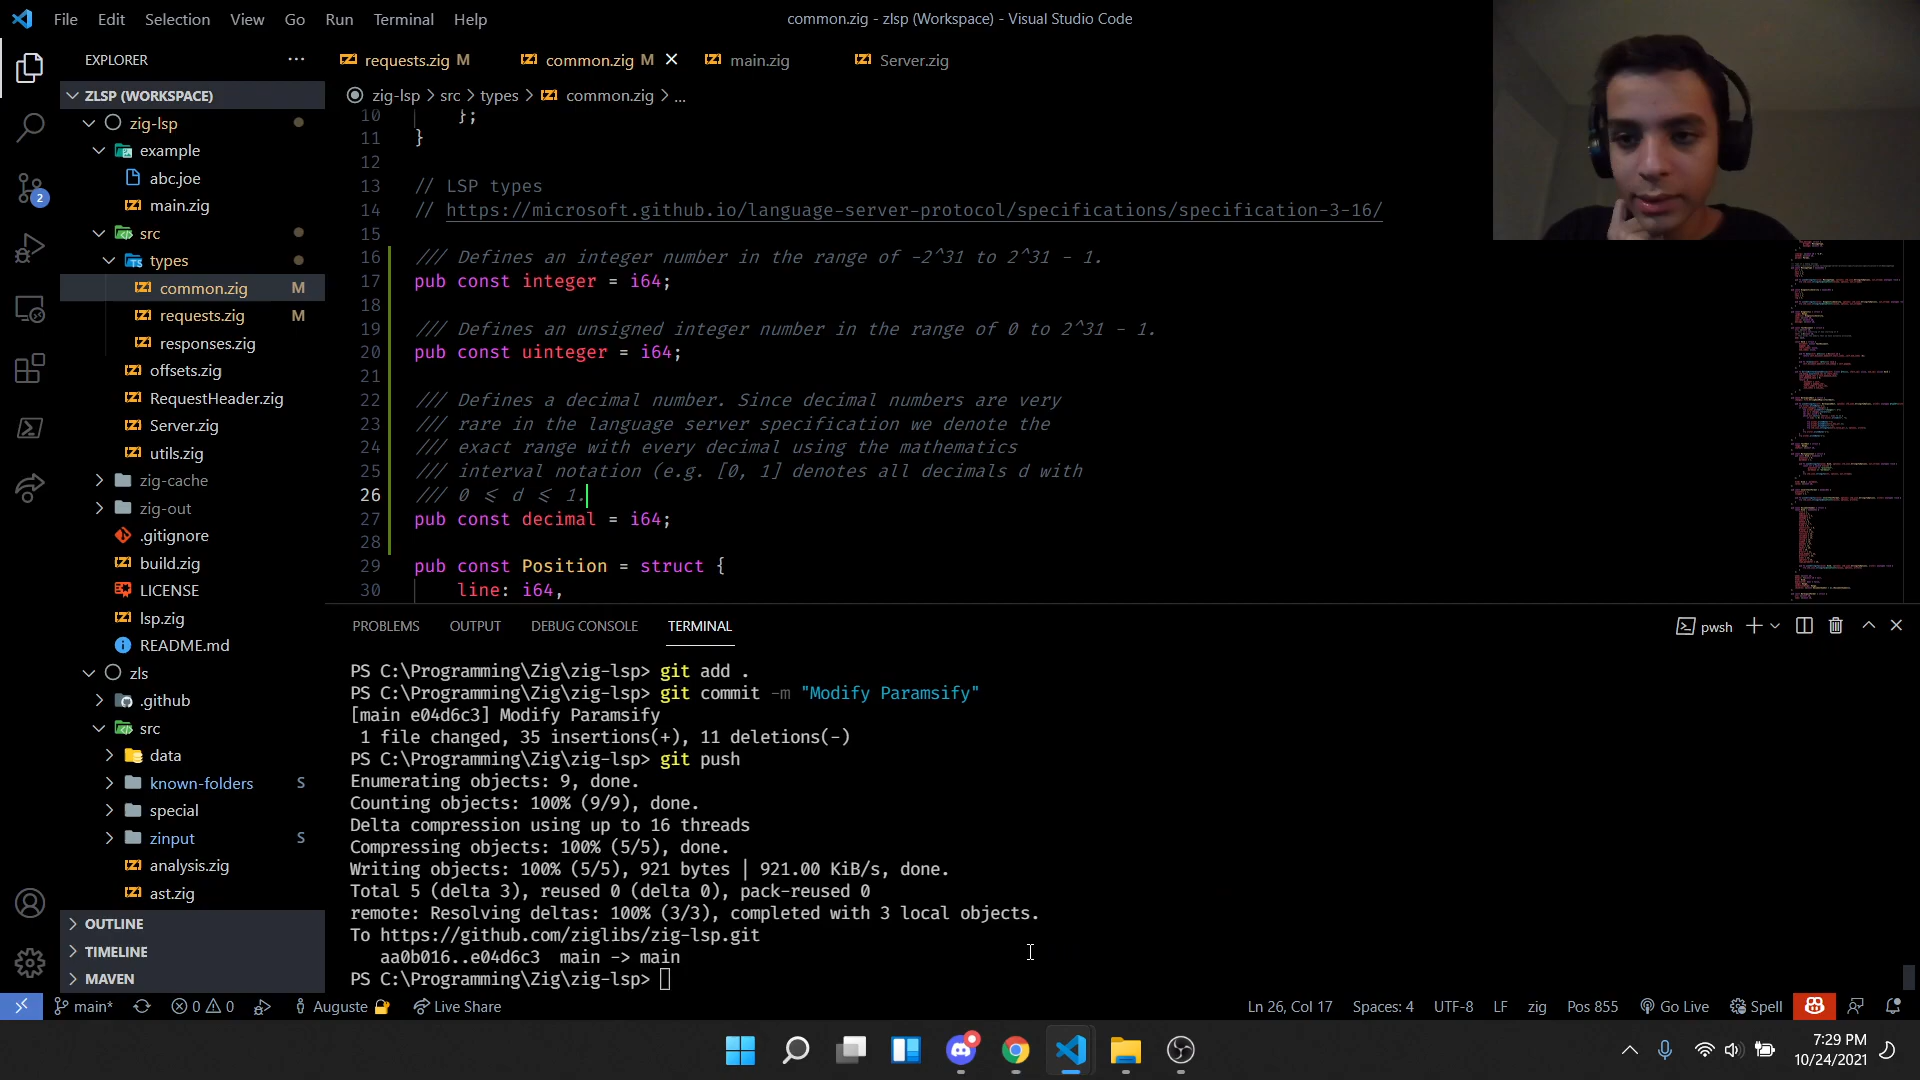 File Edit Selection View Go Run Terminal Help
common.zig - zlsp (Workspace) - Visual Studio Code
EXPLORER ···
requests.zig M
common.zig M
main.zig
Server.zig
ZLSP (WORKSPACE)
zig-lsp
example
abc.joe
main.zig
src
types
common.zig M
requests.zig M
responses.zig
offsets.zig
RequestHeader.zig
Server.zig
utils.zig
zig-cache
zig-out
.gitignore
build.zig
LICENSE
lsp.zig
README.md
zls
.github
src
data
known-folders S
special
zinput S
analysis.zig
ast.zig
OUTLINE
TIMELINE
MAVEN
2
zig-lsp > src > types > common.zig > ...
10 };
11 }
12
13 // LSP types
14 // https://microsoft.github.io/language-server-protocol/specifications/specification-3-16/
15
16 /// Defines an integer number in the range of -2^31 to 2^31 - 1.
17 pub const integer = i64;
18
19 /// Defines an unsigned integer number in the range of 0 to 2^31 - 1.
20 pub const uinteger = i64;
21
22 /// Defines a decimal number. Since decimal numbers are very
23 /// rare in the language server specification we denote the
24 /// exact range with every decimal using the mathematics
25 /// interval notation (e.g. [0, 1] denotes all decimals d with
26 /// 0 <= d <= 1.
27 pub const decimal = i64;
28
29 pub const Position = struct {
30 line: i64,
PROBLEMS OUTPUT DEBUG CONSOLE TERMINAL
pwsh
PS C:\Programming\Zig\zig-lsp> git add .
PS C:\Programming\Zig\zig-lsp> git commit -m "Modify Paramsify"
[main e04d6c3] Modify Paramsify
1 file changed, 35 insertions(+), 11 deletions(-)
PS C:\Programming\Zig\zig-lsp> git push
Enumerating objects: 9, done.
Counting objects: 100% (9/9), done.
Delta compression using up to 16 threads
Compressing objects: 100% (5/5), done.
Writing objects: 100% (5/5), 921 bytes | 921.00 KiB/s, done.
Total 5 (delta 3), reused 0 (delta 0), pack-reused 0
remote: Resolving deltas: 100% (3/3), completed with 3 local objects.
To https://github.com/ziglibs/zig-lsp.git
aa0b016..e04d6c3 main -> main
PS C:\Programming\Zig\zig-lsp>
main* 0 0 Auguste Live Share
Ln 26, Col 17 Spaces: 4 UTF-8 LF zig Pos 855 Go Live Spell
7:29 PM
10/24/2021